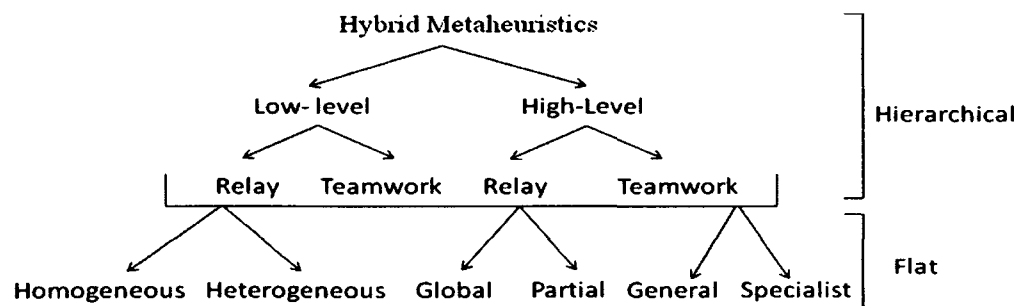 Hybrid Metaheuristics
Low- level High-Level
Hierarchical
Relay Teamwork Relay Teamwork
Flat
Homogeneous Heterogeneous Global Partial General Specialist